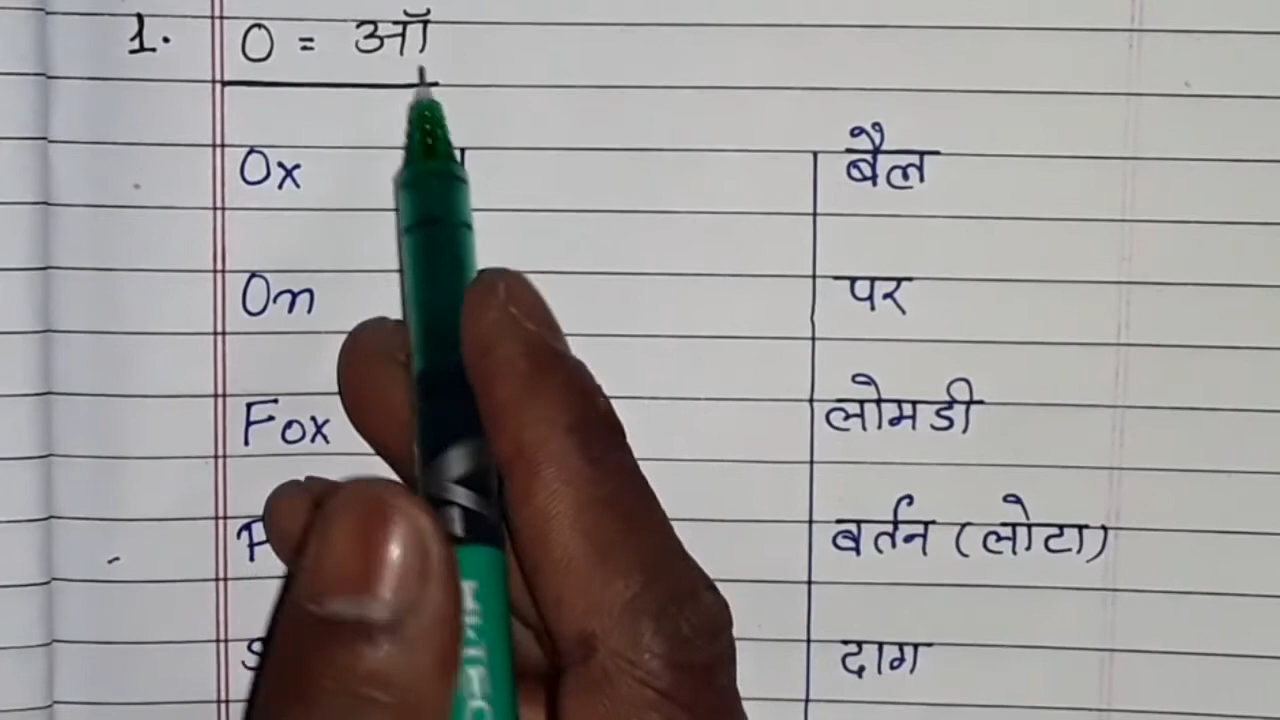 1. O = ऑ
Ox बैल
On पर
Fox लोमडी
बर्तन (लोटा)
दाग